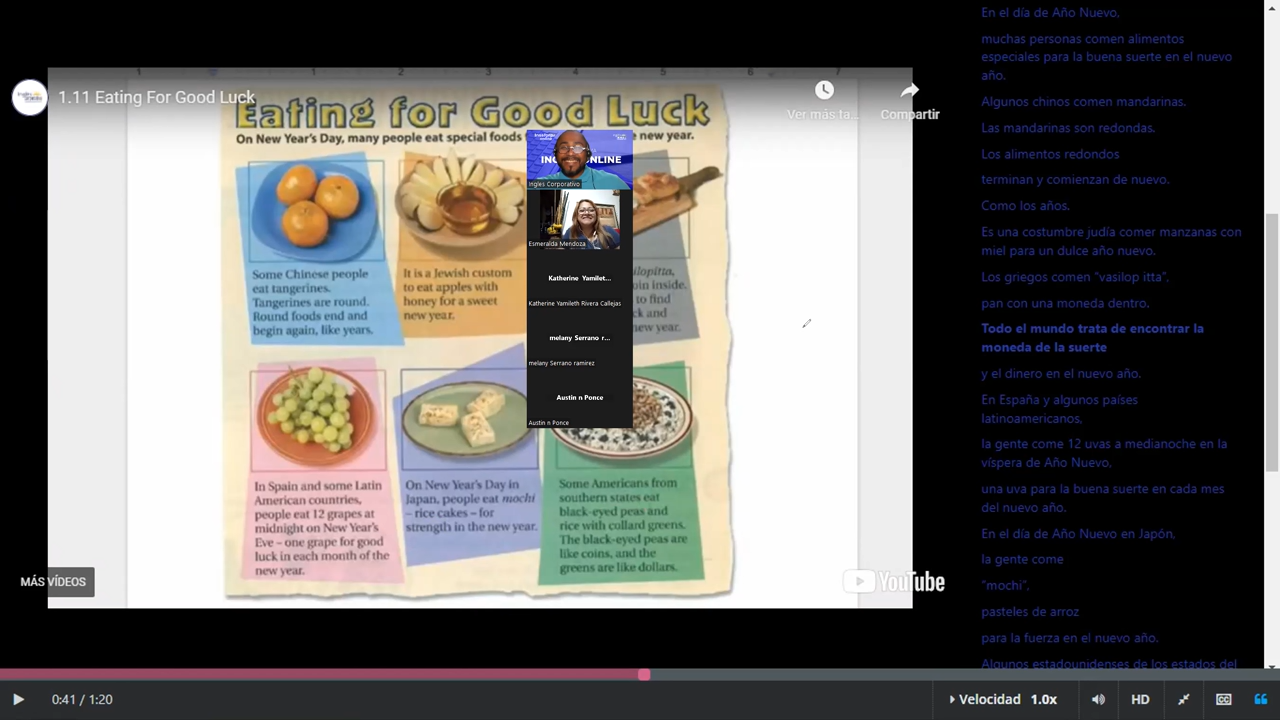 1.11 Eating For Good Luck
Ver más ta...
Compartir
Eating for Good Luck
On New Year's Day, many people eat special foods
new year.
Some Chinese people
eat tangerines.
Tangerines are round.
Round foods end and
begin again, like years.
It is a Jewish custom
to eat apples with
honey for a sweet
new year.
ilopitta,
in inside.
to find
ck and
new year.
In Spain and some Latin
American countries,
people eat 12 grapes at
midnight on New Year's
Eve – one grape for good
luck in each month of the
new year.
On New Year's Day in
Japan, people eat mochi
– rice cakes – for
strength in the new year.
Some Americans from
southern states eat
black-eyed peas and
rice with collard greens.
The black-eyed peas are
like coins, and the
greens are like dollars.
Ingles Corporativo
Esmeralda Mendoza
Katherine Yamilet...
Katherine Yamileth Rivera Callejas
melany Serrano r...
melany Serrano ramirez
Austin n Ponce
Austin n Ponce
MÁS VÍDEOS
YouTube
En el día de Año Nuevo,
muchas personas comen alimentos
especiales para la buena suerte en el nuevo
año.
Algunos chinos comen mandarinas.
Las mandarinas son redondas.
Los alimentos redondos
terminan y comienzan de nuevo.
Como los años.
Es una costumbre judía comer manzanas con
miel para un dulce año nuevo.
Los griegos comen "vasilop itta",
pan con una moneda dentro,
Todo el mundo trata de encontrar la
moneda de la suerte
y el dinero en el nuevo año.
En España y algunos países
latinoamericanos,
la gente come 12 uvas a medianoche en la
víspera de Año Nuevo,
una uva para la buena suerte en cada mes
del nuevo año.
En el día de Año Nuevo en Japón,
la gente come
"mochi",
pasteles de arroz
para la fuerza en el nuevo año.
Algunos estadounidenses de los estados del
0:41 / 1:20
Velocidad 1.0x
HD